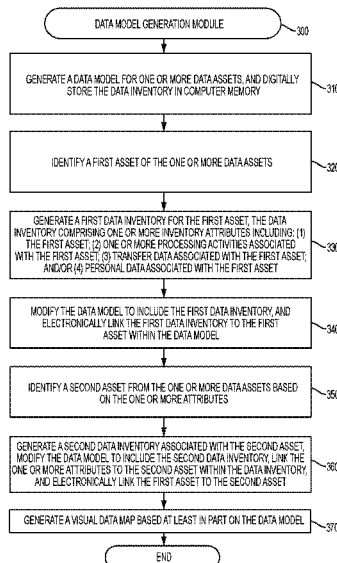 DATA MODEL GENERATION MODULE
300
GENERATE A DATA MODEL FOR ONE OR MORE DATA ASSETS, AND DIGITALLY
STORE THE DATA INVENTORY IN COMPUTER MEMORY
310
IDENTIFY A FIRST ASSET OF THE ONE OR MORE DATA ASSETS
320
GENERATE A FIRST DATA INVENTORY FOR THE FIRST ASSET, THE DATA
INVENTORY COMPRISING ONE OR MORE INVENTORY ATTRIBUTES INCLUDING: (1)
THE FIRST ASSET; (2) ONE OR MORE PROCESSING ACTIVITIES ASSOCIATED
WITH THE FIRST ASSET; (3) TRANSFER DATA ASSOCIATED WITH THE FIRST ASSET;
AND/OR (4) PERSONAL DATA ASSOCIATED WITH THE FIRST ASSET
330
MODIFY THE DATA MODEL TO INCLUDE THE FIRST DATA INVENTORY, AND
ELECTRONICALLY LINK THE FIRST DATA INVENTORY TO THE FIRST
ASSET WITHIN THE DATA MODEL
340
IDENTIFY A SECOND ASSET FROM THE ONE OR MORE DATA ASSETS BASED
ON THE ONE OR MORE ATTRIBUTES
350
GENERATE A SECOND DATA INVENTORY ASSOCIATED WITH THE SECOND ASSET,
MODIFY THE DATA MODEL TO INCLUDE THE SECOND DATA INVENTORY, LINK THE
ONE OR MORE ATTRIBUTES TO THE SECOND ASSET WITHIN THE DATA INVENTORY,
AND ELECTRONICALLY LINK THE FIRST ASSET TO THE SECOND ASSET
360
GENERATE A VISUAL DATA MAP BASED AT LEAST IN PART ON THE DATA MODEL
370
END